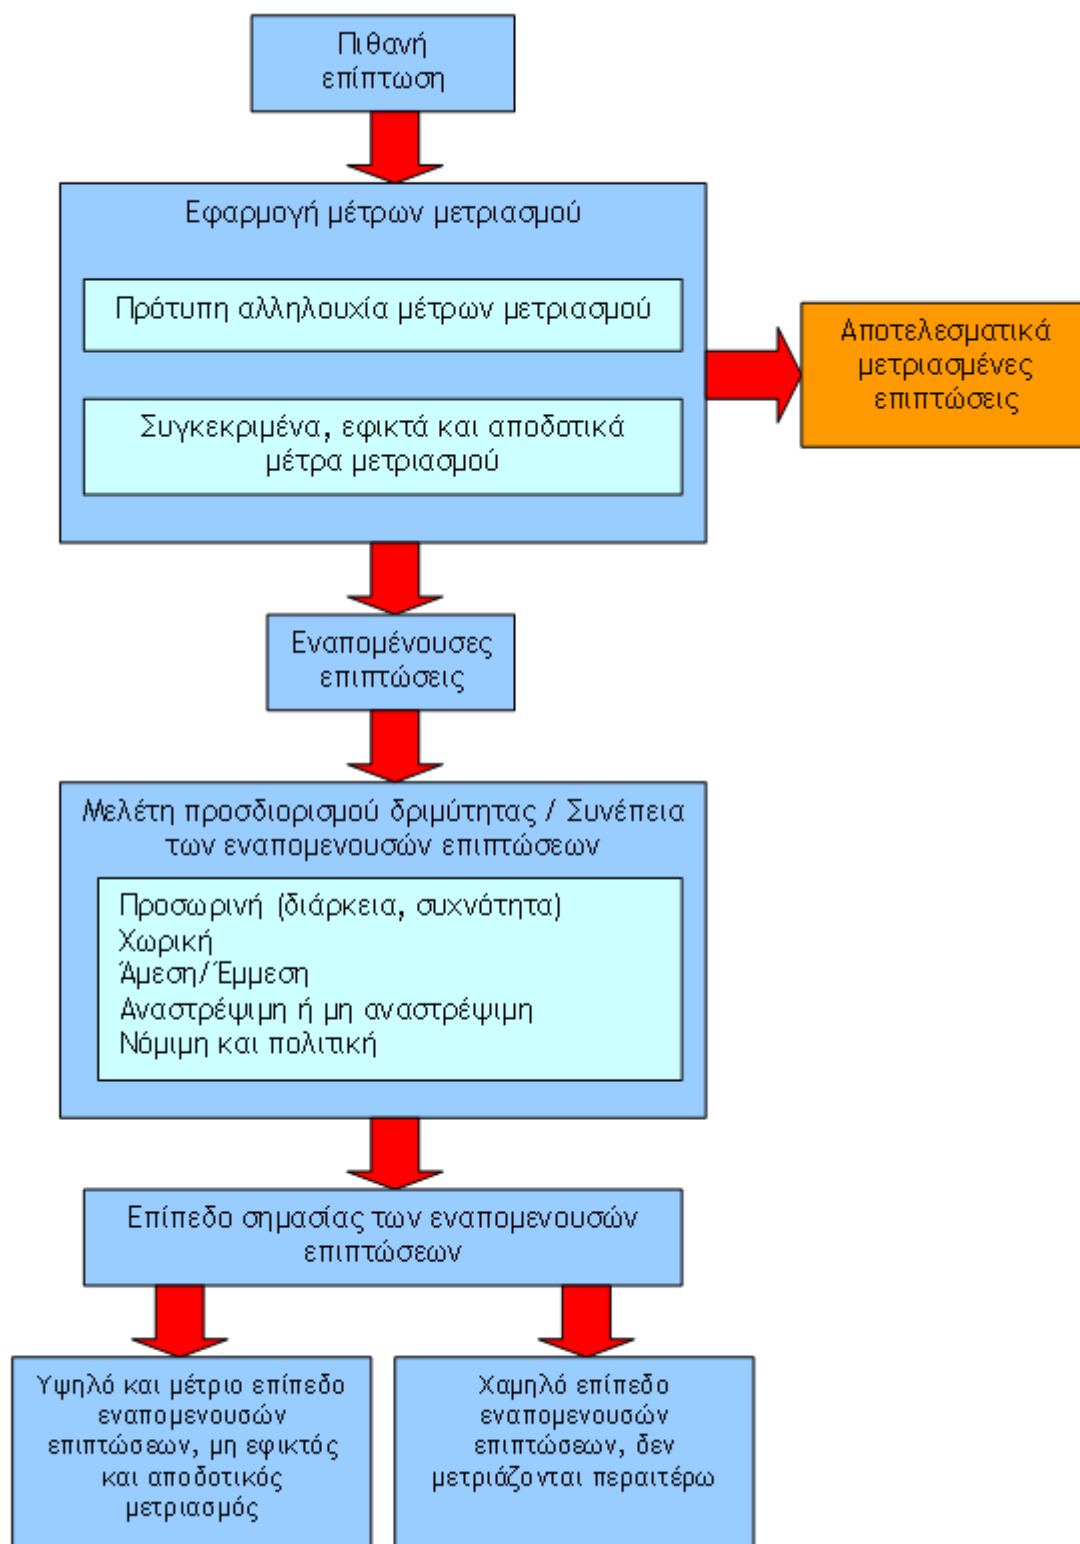 Πιθανή
επίπτωση
Εφαρμογή μέτρων μετριασμού
Πρότυπη αλληλουχία μέτρων μετριασμού
Συγκεκριμένα, εφικτά και αποδοτικά
μέτρα μετριασμού
Αποτελεσματικά
μετριασμένες
επιπτώσεις
Εναπομένουσες
επιπτώσεις
Μελέτη προσδιορισμού δριμύτητας / Συνέπεια
των εναπομενουσών επιπτώσεων
Προσωρινή (διάρκεια, συχνότητα)
Χωρική
Άμεση/Έμμεση
Αναστρέψιμη ή μη αναστρέψιμη
Νόμιμη και πολιτική
Επίπεδο σημασίας των εναπομενουσών
επιπτώσεων
Υψηλό και μέτριο επίπεδο
εναπομενουσών
επιπτώσεων, μη εφικτός
και αποδοτικός
μετριασμός
Χαμηλό επίπεδο
εναπομενουσών
επιπτώσεων, δεν
μετριάζονται περαιτέρω